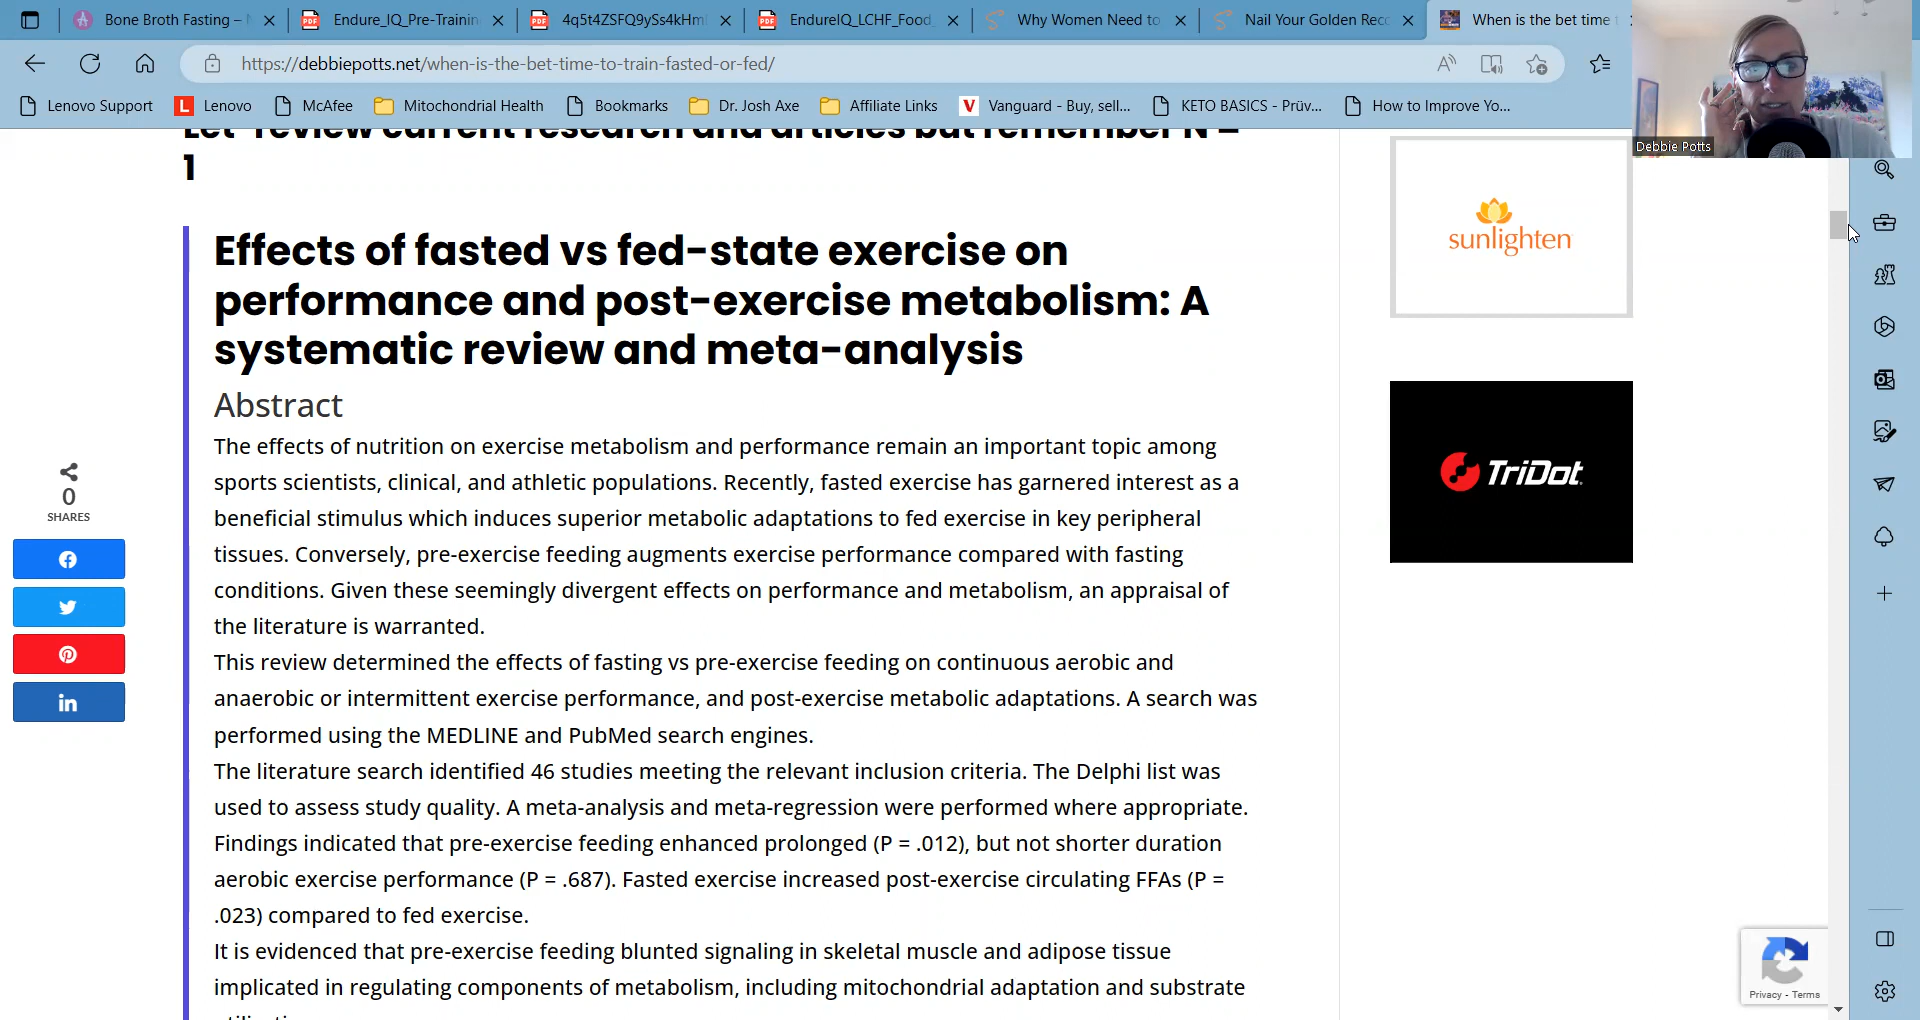 Bone Broth Fasting –
Endure_IQ_Pre-Trainin
4q5t4ZSFQ9ySs4kHml
EndureIQ_LCHF_Food_
Why Women Need to
Nail Your Golden Rec
When is the bet time t
https://debbiepotts.net/when-is-the-bet-time-to-train-fasted-or-fed/
Lenovo Support
L Lenovo
McAfee
Mitochondrial Health
Bookmarks
Dr. Josh Axe
Affiliate Links
V Vanguard - Buy, sell...
KETO BASICS - Prüv...
How to Improve Yo...
Debbie Potts
Let' review current research and articles but remember N =
1
Effects of fasted vs fed-state exercise on
performance and post-exercise metabolism: A
systematic review and meta-analysis
Abstract
The effects of nutrition on exercise metabolism and performance remain an important topic among
sports scientists, clinical, and athletic populations. Recently, fasted exercise has garnered interest as a
beneficial stimulus which induces superior metabolic adaptations to fed exercise in key peripheral
tissues. Conversely, pre-exercise feeding augments exercise performance compared with fasting
conditions. Given these seemingly divergent effects on performance and metabolism, an appraisal of
the literature is warranted.
This review determined the effects of fasting vs pre-exercise feeding on continuous aerobic and
anaerobic or intermittent exercise performance, and post-exercise metabolic adaptations. A search was
performed using the MEDLINE and PubMed search engines.
The literature search identified 46 studies meeting the relevant inclusion criteria. The Delphi list was
used to assess study quality. A meta-analysis and meta-regression were performed where appropriate.
Findings indicated that pre-exercise feeding enhanced prolonged (P = .012), but not shorter duration
aerobic exercise performance (P = .687). Fasted exercise increased post-exercise circulating FFAs (P =
.023) compared to fed exercise.
It is evidenced that pre-exercise feeding blunted signaling in skeletal muscle and adipose tissue
implicated in regulating components of metabolism, including mitochondrial adaptation and substrate
0
SHARES
sunlighten
TriDot
Privacy - Terms